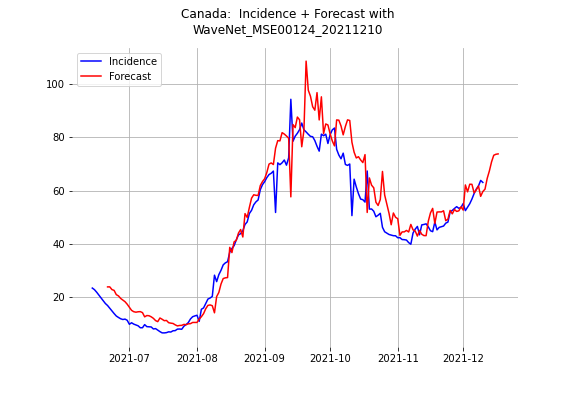 Canada:  Incidence + Forecast with
WaveNet_MSE00124_20211210
Incidence
Forecast
100
80
60
40
20
2021-07
2021-08
2021-09
2021-10
2021-11
2021-12